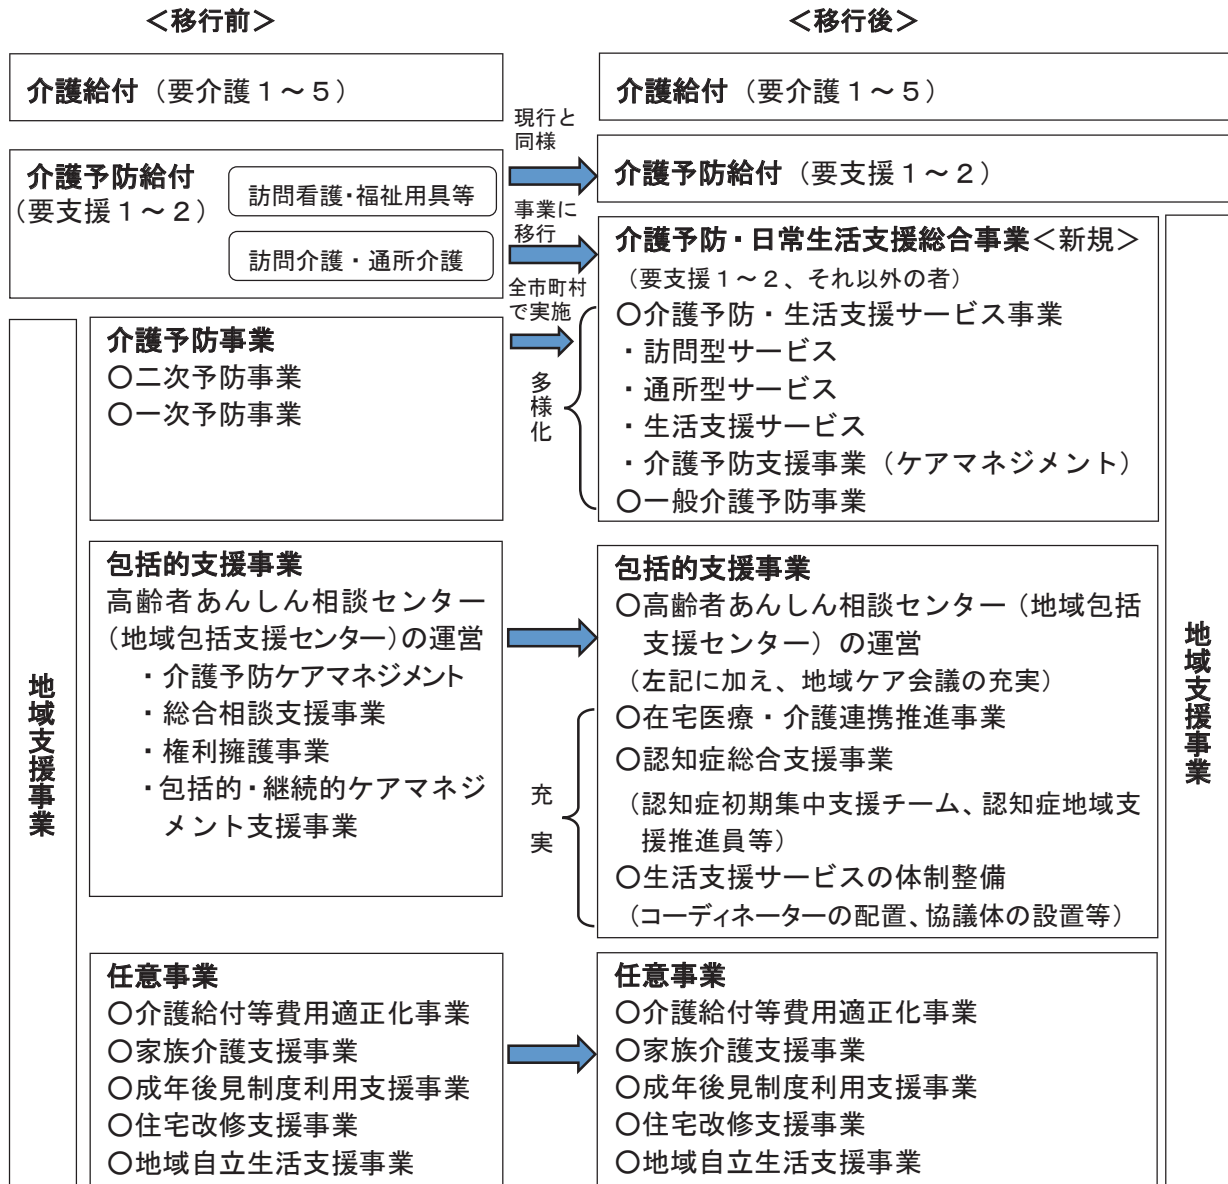 ＜移行前＞
介護給付（要介護１～５）
介護予防給付
（要支援１～２）
訪問看護・福祉用具等
訪問介護・通所介護
地域支援事業
介護予防事業
○二次予防事業
○一次予防事業
包括的支援事業
高齢者あんしん相談センター
（地域包括支援センター）の運営
・介護予防ケアマネジメント
・総合相談支援事業
・権利擁護事業
・包括的・継続的ケアマネジ
メント支援事業
任意事業
○介護給付等費用適正化事業
○家族介護支援事業
○成年後見制度利用支援事業
○住宅改修支援事業
○地域自立生活支援事業
現行と
同様
事業に
移行
全市町村
で実施
多様化
充実
＜移行後＞
介護給付（要介護１～５）
介護予防給付（要支援１～２）
介護予防・日常生活支援総合事業＜新規＞
（要支援１～２、それ以外の者）
○介護予防・生活支援サービス事業
・訪問型サービス
・通所型サービス
・生活支援サービス
・介護予防支援事業（ケアマネジメント）
○一般介護予防事業
包括的支援事業
○高齢者あんしん相談センター（地域包括
支援センター）の運営
（左記に加え、地域ケア会議の充実）
○在宅医療・介護連携推進事業
○認知症総合支援事業
（認知症初期集中支援チーム、認知症地域支
援推進員等）
○生活支援サービスの体制整備
（コーディネーターの配置、協議体の設置等）
任意事業
○介護給付等費用適正化事業
○家族介護支援事業
○成年後見制度利用支援事業
○住宅改修支援事業
○地域自立生活支援事業
地域支援事業